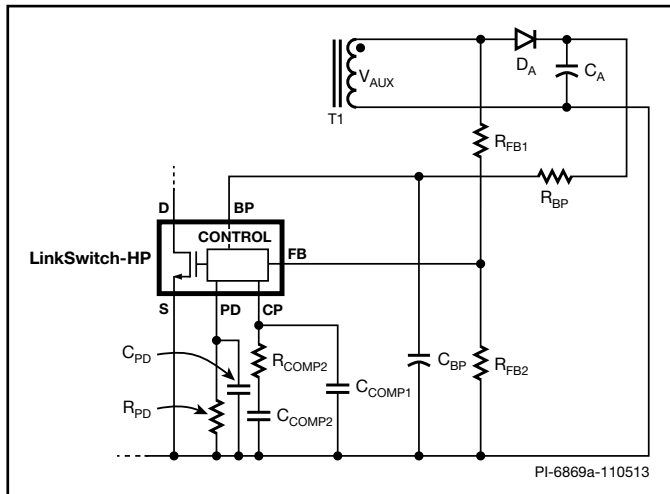 V_AUX
D_A
C_A
T1
R_FB1
R_BP
D
BP
CONTROL
LinkSwitch-HP
FB
S
PD
CP
C_PD
R_COMP2
C_COMP1
C_BP
R_FB2
R_PD
C_COMP2
PI-6869a-110513